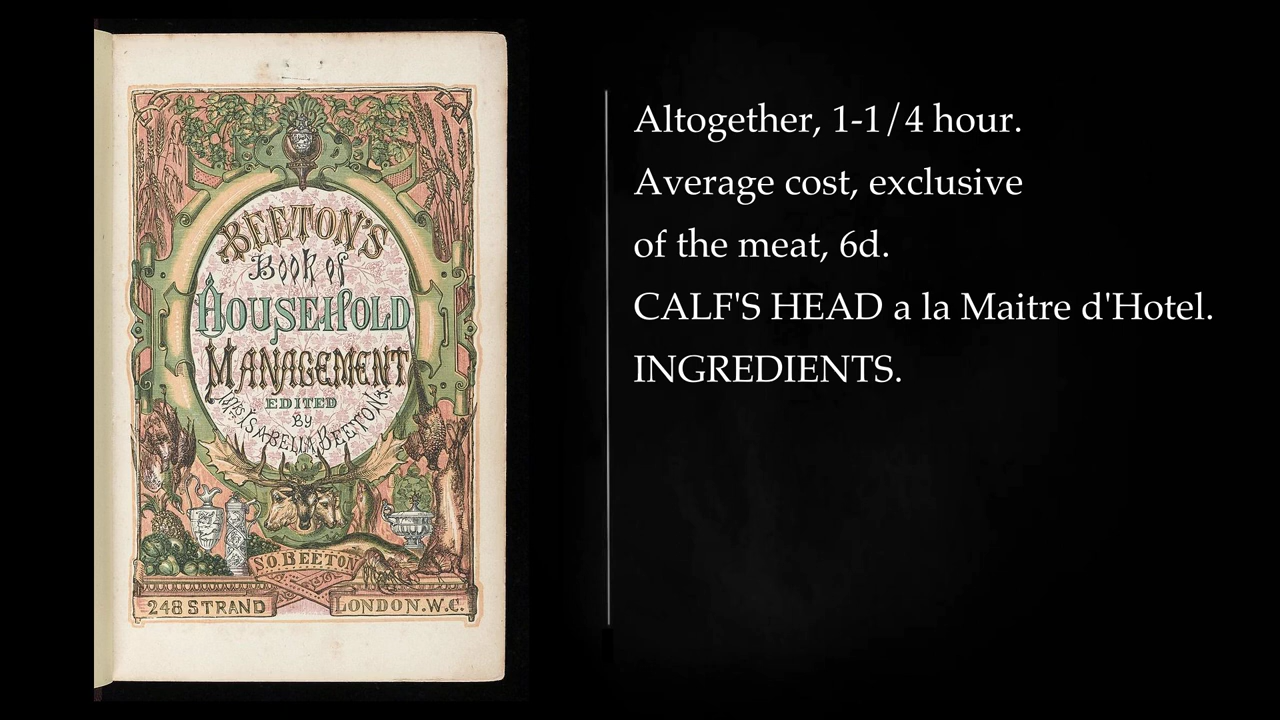 BEETON'S
Book of
HOUSEHOLD
MANAGEMENT
EDITED
BY
MRS ISABELLA BEETON
S.O. BEETON
248 STRAND
LONDON.W.C.
Altogether, 1-1/4 hour.
Average cost, exclusive
of the meat, 6d.
CALF'S HEAD a la Maitre d'Hotel.
INGREDIENTS.